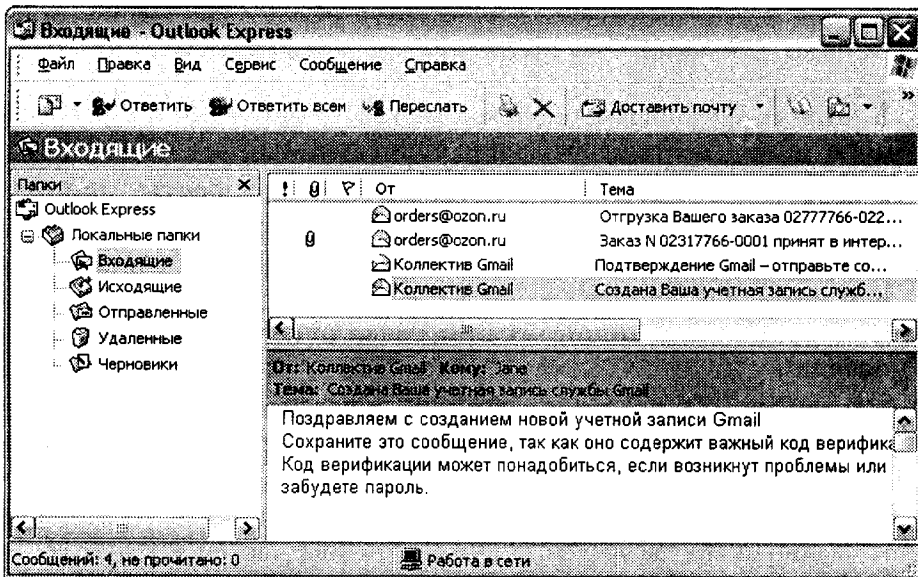 Входящие - Outlook Express
Файл Правка Вид Сервис Сообщение Справка
Ответить Ответить всем Переслать Доставить почту »
Входящие
Папки
Outlook Express
Локальные папки
Входящие
Исходящие
Отправленные
Удаленные
Черновики
! От Тема
orders@ozon.ru Отгрузка Вашего заказа 02777766-022...
orders@ozon.ru Заказ N 02317766-0001 принят в интер...
Коллектив Gmail Подтверждение Gmail – отправьте со...
Коллектив Gmail Создана Ваша учетная запись служб...
От: Коллектив Gmail Кому: Jane
Тема: Создана Ваша учетная запись службы Gmail
Поздравляем с созданием новой учетной записи Gmail
Сохраните это сообщение, так как оно содержит важный код верифика
Код верификации может понадобиться, если возникнут проблемы или
забудете пароль.
Сообщений: 4, не прочитано: 0 Работа в сети